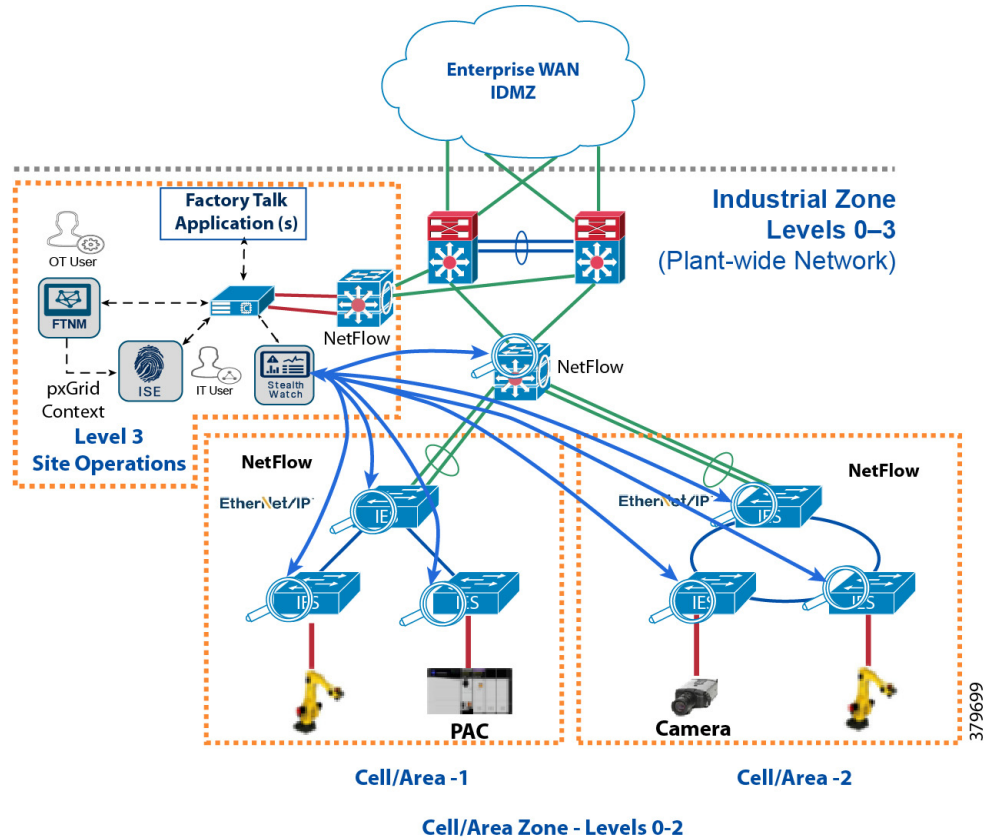 Enterprise WAN
IDMZ
Factory Talk
Application (s)
OT User
Industrial Zone
Levels 0–3
(Plant-wide Network)
FTNM
NetFlow
ISE
IT User
Stealth
Watch
NetFlow
pxGrid
Context
Level 3
Site Operations
NetFlow
EtherNet/IP
IE
IES
IES
PAC
NetFlow
EtherNet/IP
IES
IES
IES
Camera
379699
Cell/Area -1
Cell/Area -2
Cell/Area Zone - Levels 0-2